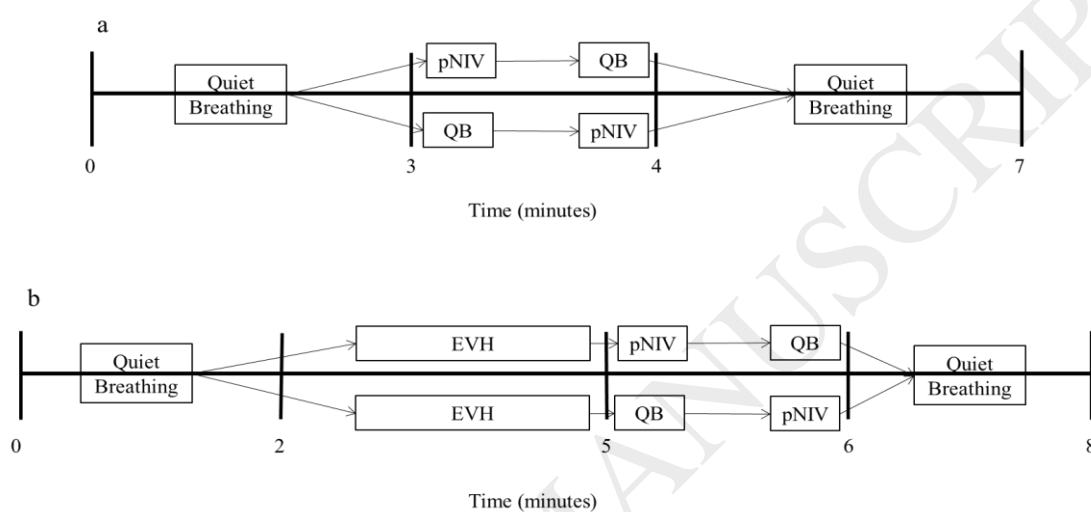 a
pNIV QB
Quiet Breathing Quiet Breathing
QB pNIV
0 3 4 7
Time (minutes)
b
EVH pNIV QB
Quiet Breathing Quiet Breathing
EVH QB pNIV
0 2 5 6 8
Time (minutes)